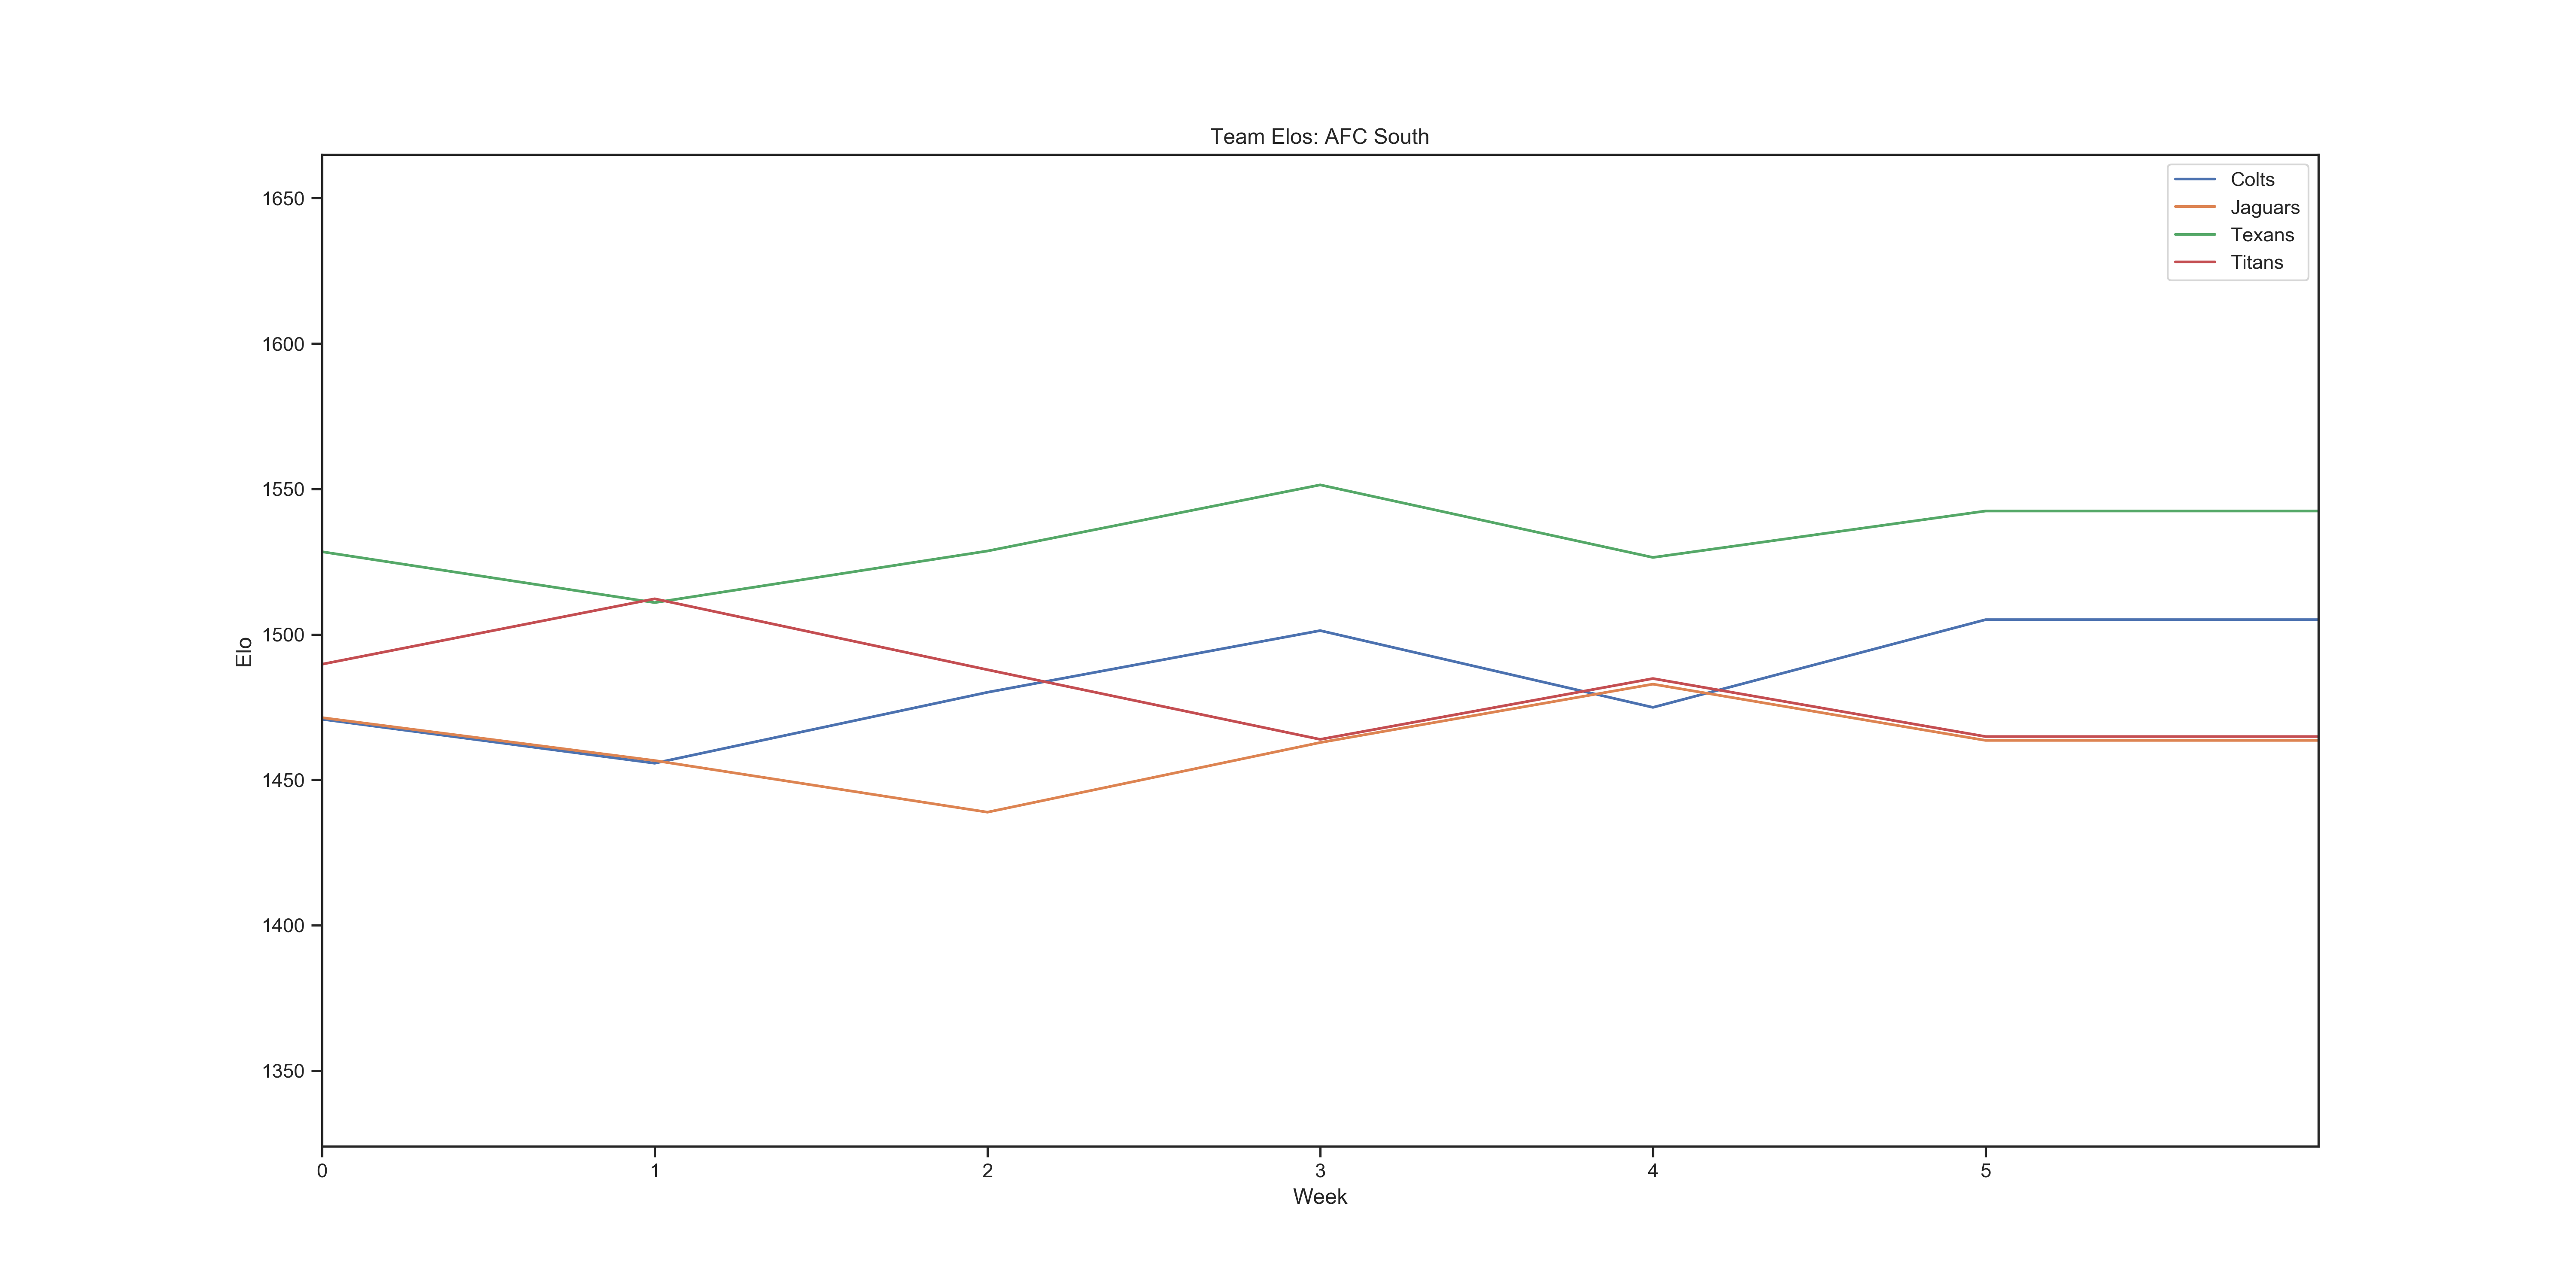 Team Elos: AFC South
Colts
Jaguars
Texans
Titans
1650
1600
1550
1500
1450
1400
1350
Elo
0 1 2 3 4 5
Week